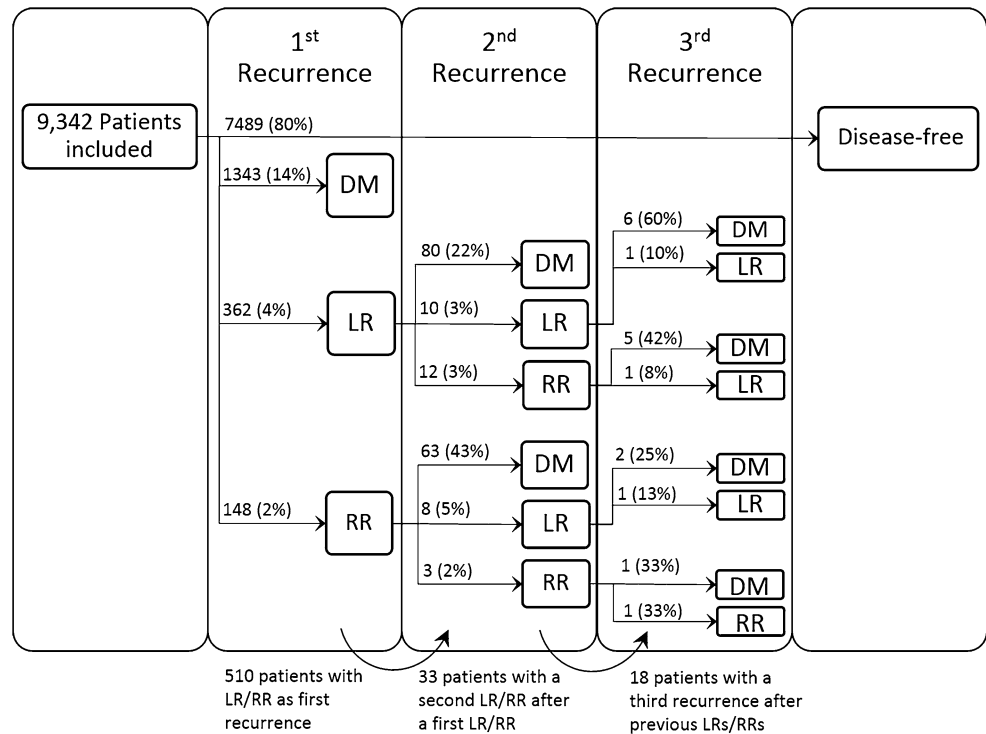 1st
Recurrence
2nd
Recurrence
3rd
Recurrence
9,342 Patients
included
7489 (80%)
Disease-free
1343 (14%)
DM
362 (4%)
LR
148 (2%)
RR
80 (22%)
DM
10 (3%)
LR
12 (3%)
RR
63 (43%)
DM
8 (5%)
LR
3 (2%)
RR
6 (60%)
DM
1 (10%)
LR
5 (42%)
DM
1 (8%)
LR
2 (25%)
DM
1 (13%)
LR
1 (33%)
DM
1 (33%)
RR
510 patients with
LR/RR as first
recurrence
33 patients with a
second LR/RR after
a first LR/RR
18 patients with a
third recurrence after
previous LRs/RRs